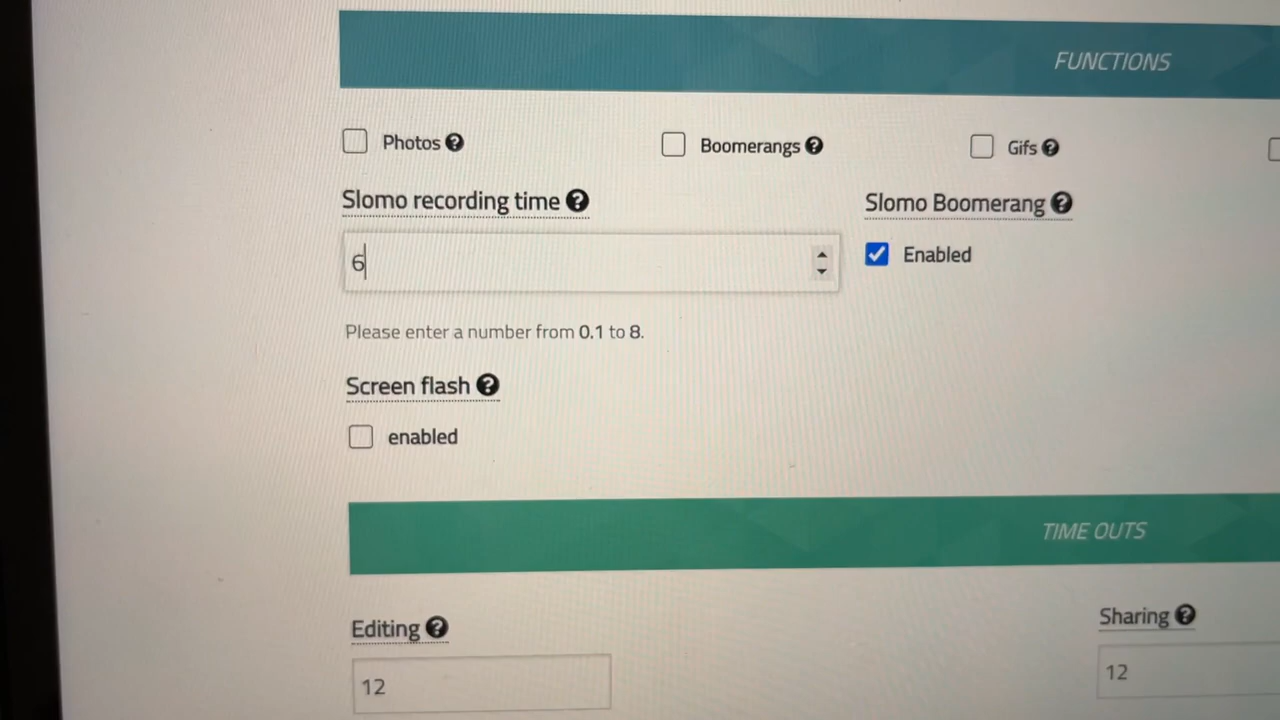 FUNCTIONS
Photos ?
Boomerangs ?
Gifs ?
Slomo recording time ?
Slomo Boomerang ?
6
Enabled
Please enter a number from 0.1 to 8.
Screen flash ?
enabled
TIME OUTS
Editing ?
Sharing ?
12
12